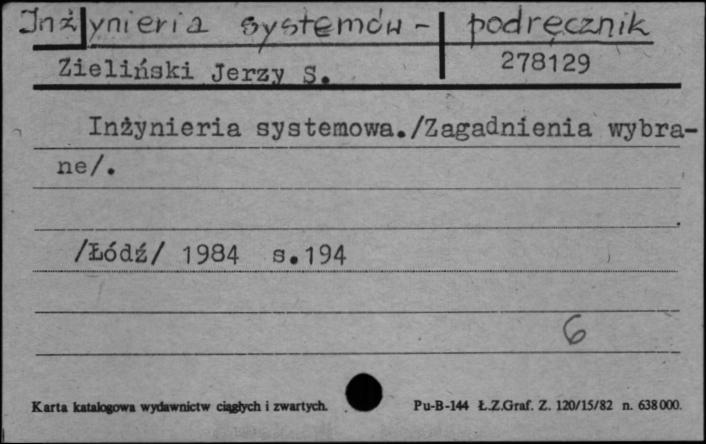 Inżynieria systemów - podręcznik
Zieliński Jerzy S. 278129
Inżynieria systemowa./Zagadnienia wybra-
ne/.
/Łódź/ 1984 s.194
6
Karta katalogowa wydawnictw ciągłych i zwartych. Pu-B-144 Ł.Z.Graf. Z. 120/15/82 n. 638000.